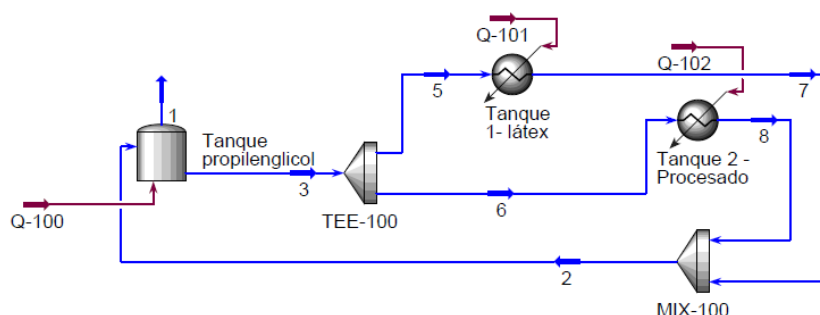 Q-101
Q-102
5
7
1
Tanque
1- látex
8
Tanque
propilenglicol
3
Tanque 2 -
Procesado
Q-100
TEE-100
6
2
MIX-100